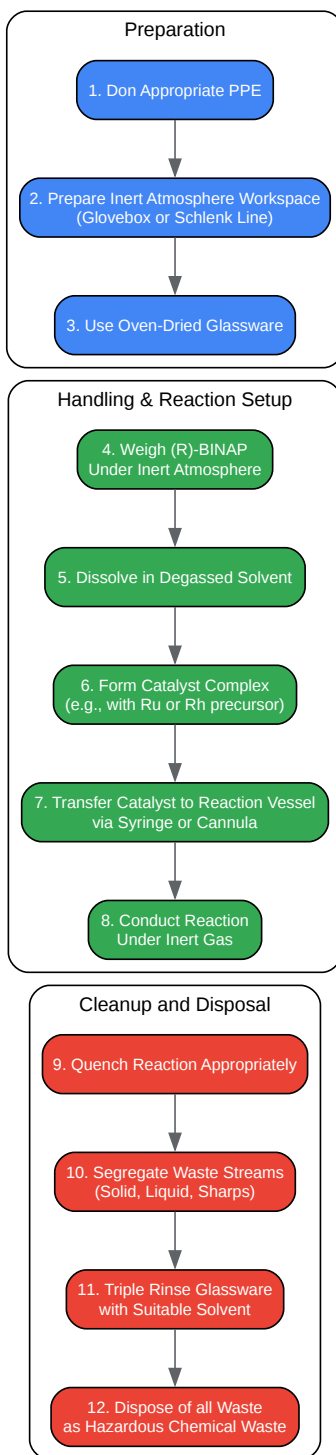 Preparation
1. Don Appropriate PPE
2. Prepare Inert Atmosphere Workspace
(Glovebox or Schlenk Line)
3. Use Oven-Dried Glassware
Handling & Reaction Setup
4. Weigh (R)-BINAP
Under Inert Atmosphere
5. Dissolve in Degassed Solvent
6. Form Catalyst Complex
(e.g., with Ru or Rh precursor)
7. Transfer Catalyst to Reaction Vessel
via Syringe or Cannula
8. Conduct Reaction
Under Inert Gas
Cleanup and Disposal
9. Quench Reaction Appropriately
10. Segregate Waste Streams
(Solid, Liquid, Sharps)
11. Triple Rinse Glassware
with Suitable Solvent
12. Dispose of all Waste
as Hazardous Chemical Waste